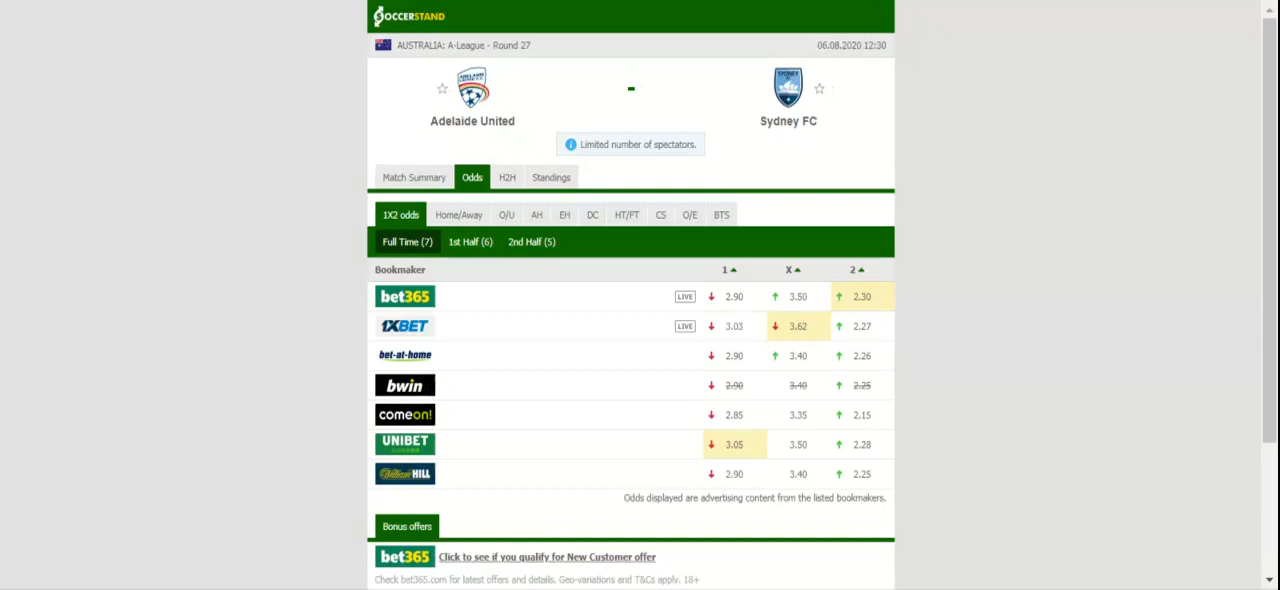 SOCCERSTAND
AUSTRALIA: A-League - Round 27 06.08.2020 12:30
ADELAIDE UNITED SYDNEY
-
Adelaide United Sydney FC
Limited number of spectators.
Match Summary Odds H2H Standings
1X2 odds Home/Away O/U AH EH DC HT/FT CS O/E BTS
Full Time (7) 1st Half (6) 2nd Half (5)
Bookmaker 1 X 2
bet365 LIVE 2.90 3.50 2.30
1XBET LIVE 3.03 3.62 2.27
bet-at-home 2.90 3.40 2.26
bwin 2.90 3.40 2.25
comeon! 2.85 3.35 2.15
UNIBET 3.05 3.50 2.28
William HILL 2.90 3.40 2.25
Odds displayed are advertising content from the listed bookmakers.
Bonus offers
bet365 Click to see if you qualify for New Customer offer
Check bet365.com for latest offers and details. Geo-variations and T&Cs apply. 18+